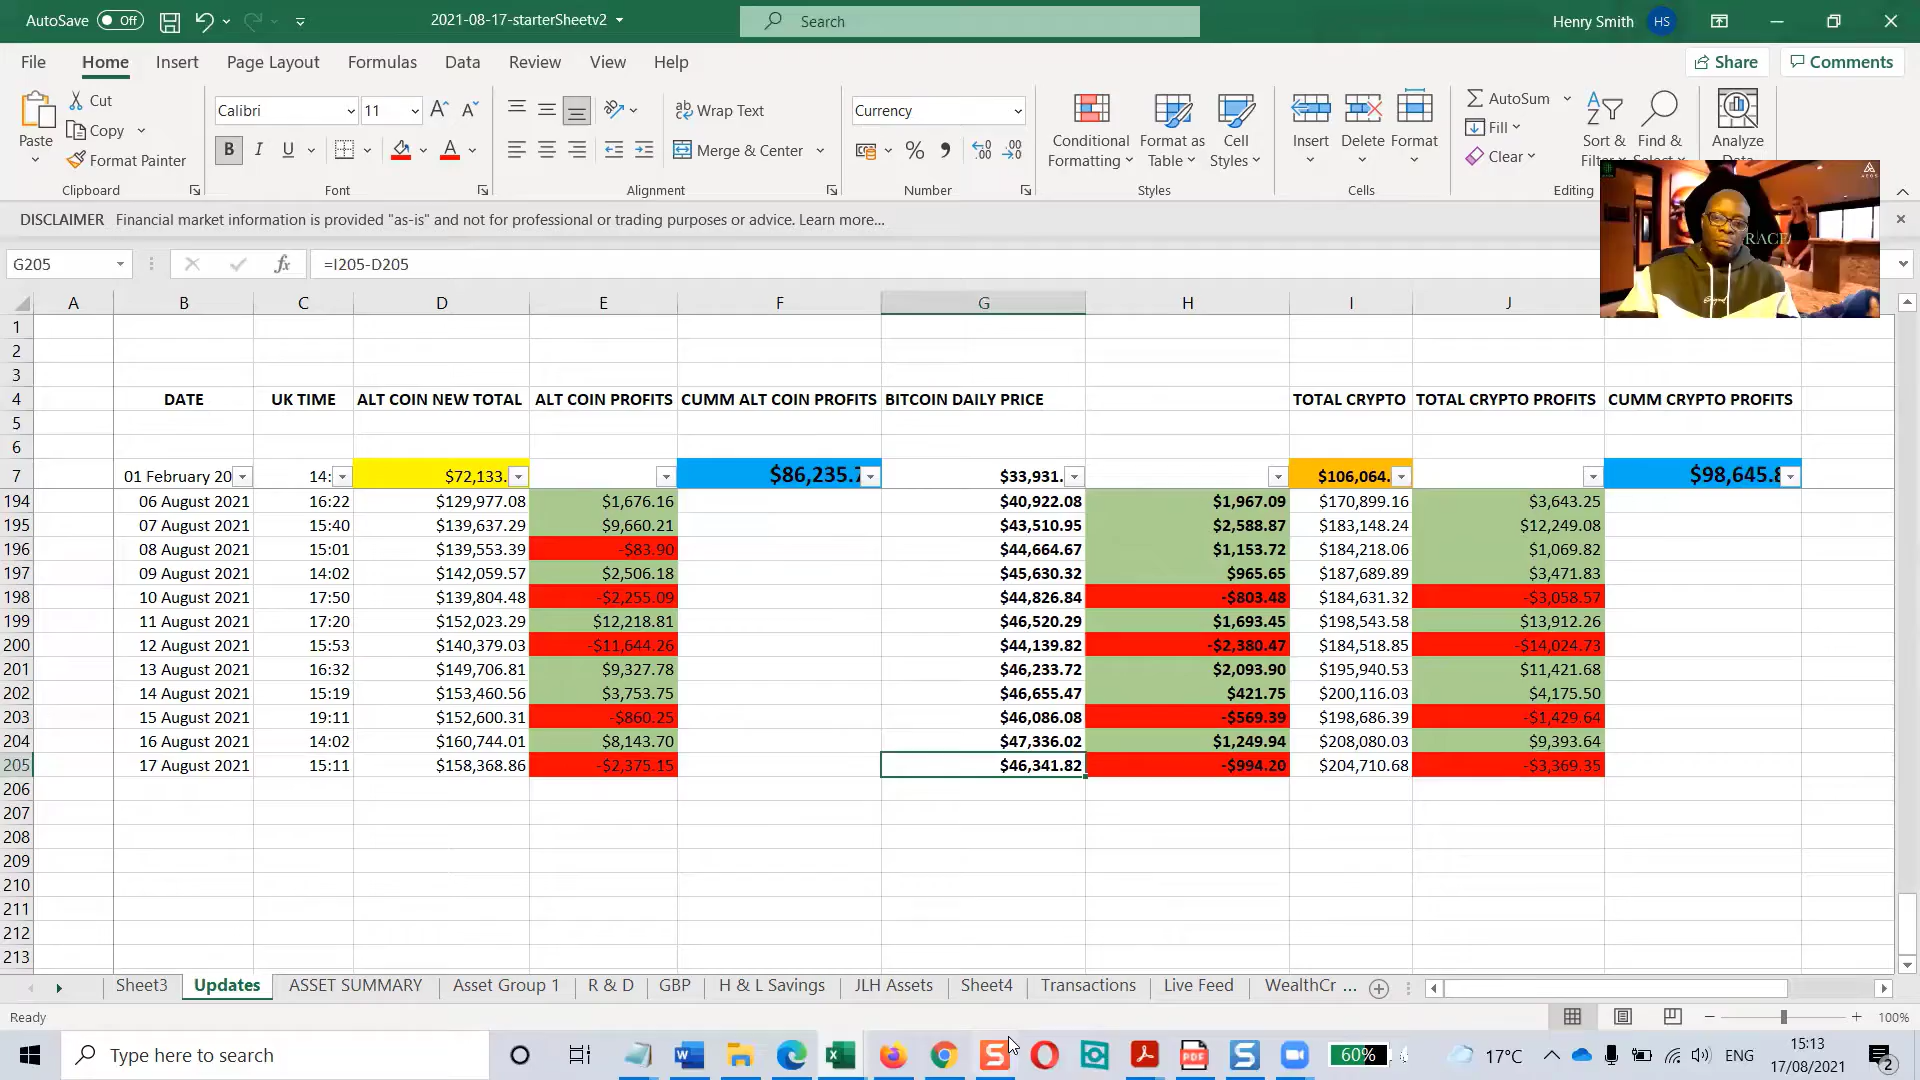 AutoSave Off 2021-08-17-starterSheetv2 Search Henry Smith HS
File Home Insert Page Layout Formulas Data Review View Help Share Comments
Paste Cut Copy Format Painter Clipboard
Calibri 11 B I U A Font
Wrap Text Merge & Center Alignment
Currency % , Number
Conditional Formatting Format as Table Cell Styles Styles
Insert Delete Format Cells
AutoSum Fill Clear Sort & Find & Editing
Analyze
DISCLAIMER Financial market information is provided "as-is" and not for professional or trading purposes or advice. Learn more...
G205 fx =I205-D205
A B C D E F G H I J
1
2
3
4 DATE UK TIME ALT COIN NEW TOTAL ALT COIN PROFITS CUMM ALT COIN PROFITS BITCOIN DAILY PRICE TOTAL CRYPTO TOTAL CRYPTO PROFITS CUMM CRYPTO PROFITS
5
6
7 01 February 20 14: $72,133. $86,235. $33,931. $106,064. $98,645.
194 06 August 2021 16:22 $129,977.08 $1,676.16 $40,922.08 $1,967.09 $170,899.16 $3,643.25
195 07 August 2021 15:40 $139,637.29 $9,660.21 $43,510.95 $2,588.87 $183,148.24 $12,249.08
196 08 August 2021 15:01 $139,553.39 -$83.90 $44,664.67 $1,153.72 $184,218.06 $1,069.82
197 09 August 2021 14:02 $142,059.57 $2,506.18 $45,630.32 $965.65 $187,689.89 $3,471.83
198 10 August 2021 17:50 $139,804.48 -$2,255.09 $44,826.84 -$803.48 $184,631.32 -$3,058.57
199 11 August 2021 17:20 $152,023.29 $12,218.81 $46,520.29 $1,693.45 $198,543.58 $13,912.26
200 12 August 2021 15:53 $140,379.03 -$11,644.26 $44,139.82 -$2,380.47 $184,518.85 -$14,024.73
201 13 August 2021 16:32 $149,706.81 $9,327.78 $46,233.72 $2,093.90 $195,940.53 $11,421.68
202 14 August 2021 15:19 $153,460.56 $3,753.75 $46,655.47 $421.75 $200,116.03 $4,175.50
203 15 August 2021 19:11 $152,600.31 -$860.25 $46,086.08 -$569.39 $198,686.39 -$1,429.64
204 16 August 2021 14:02 $160,744.01 $8,143.70 $47,336.02 $1,249.94 $208,080.03 $9,393.64
205 17 August 2021 15:11 $158,368.86 -$2,375.15 $46,341.82 -$994.20 $204,710.68 -$3,369.35
206
207
208
209
210
211
212
213
Sheet3 Updates ASSET SUMMARY Asset Group 1 R & D GBP H & L Savings JLH Assets Sheet4 Transactions Live Feed WealthCr ...
Ready 100%
Type here to search 60% 17°C ENG 15:13
17/08/2021 2